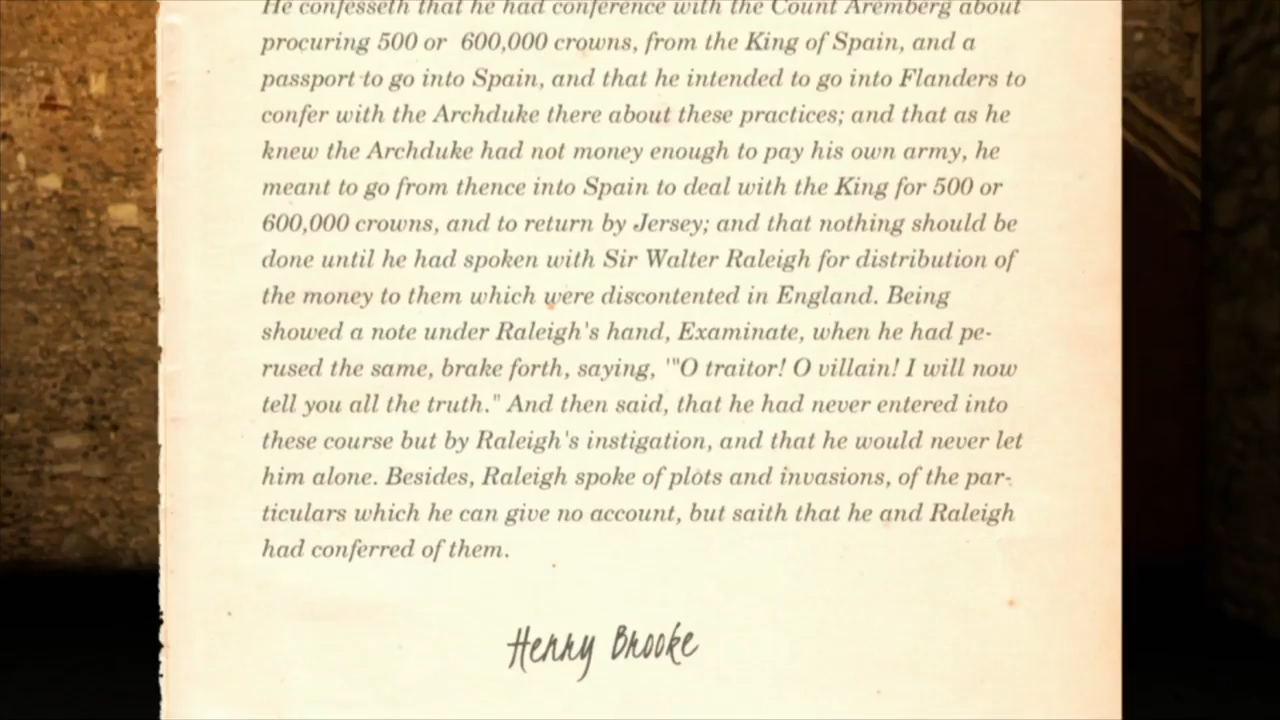 He confesseth that he had conference with the Count Aremberg about
procuring 500 or 600,000 crowns, from the King of Spain, and a
passport to go into Spain, and that he intended to go into Flanders to
confer with the Archduke there about these practices; and that as he
knew the Archduke had not money enough to pay his own army, he
meant to go from thence into Spain to deal with the King for 500 or
600,000 crowns, and to return by Jersey; and that nothing should be
done until he had spoken with Sir Walter Raleigh for distribution of
the money to them which were discontented in England. Being
showed a note under Raleigh's hand, Examinate, when he had pe-
rused the same, brake forth, saying, '"O traitor! O villain! I will now
tell you all the truth." And then said, that he had never entered into
these course but by Raleigh's instigation, and that he would never let
him alone. Besides, Raleigh spoke of plots and invasions, of the par-
ticulars which he can give no account, but saith that he and Raleigh
had conferred of them.
Henry Brooke